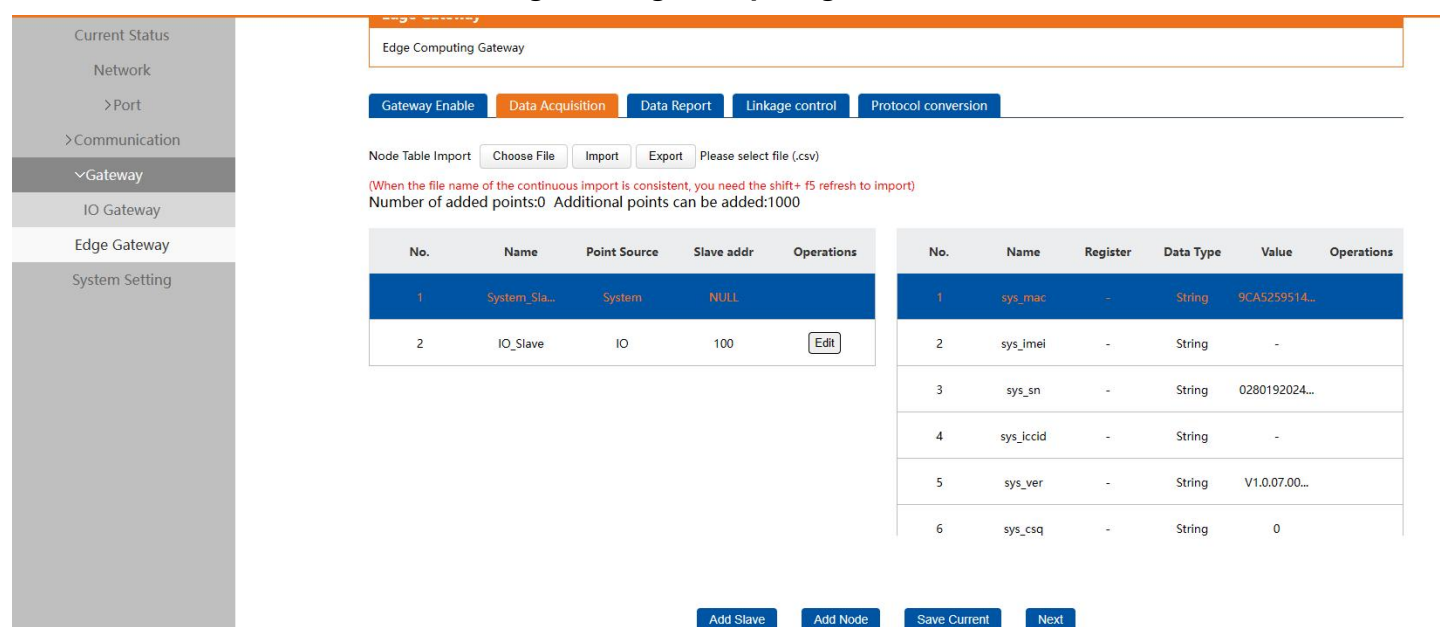 Current Status
Network
>Port
>Communication
Gateway
IO Gateway
Edge Gateway
System Setting
Edge Gateway
Edge Computing Gateway
Gateway Enable Data Acquisition Data Report Linkage control Protocol conversion
Node Table Import Choose File Import Export Please select file (.csv)
(When the file name of the continuous import is consistent, you need the shift+ f5 refresh to import)
Number of added points:0 Additional points can be added:1000
No. Name Point Source Slave addr Operations
1 System_Sla... System NULL
2 IO_Slave IO 100 Edit
No. Name Register Data Type Value Operations
1 sys_mac - String 9CA5259514...
2 sys_imei - String -
3 sys_sn - String 0280192024...
4 sys_iccid - String -
5 sys_ver - String V1.0.07.00...
6 sys_csq - String 0
Add Slave Add Node Save Current Next